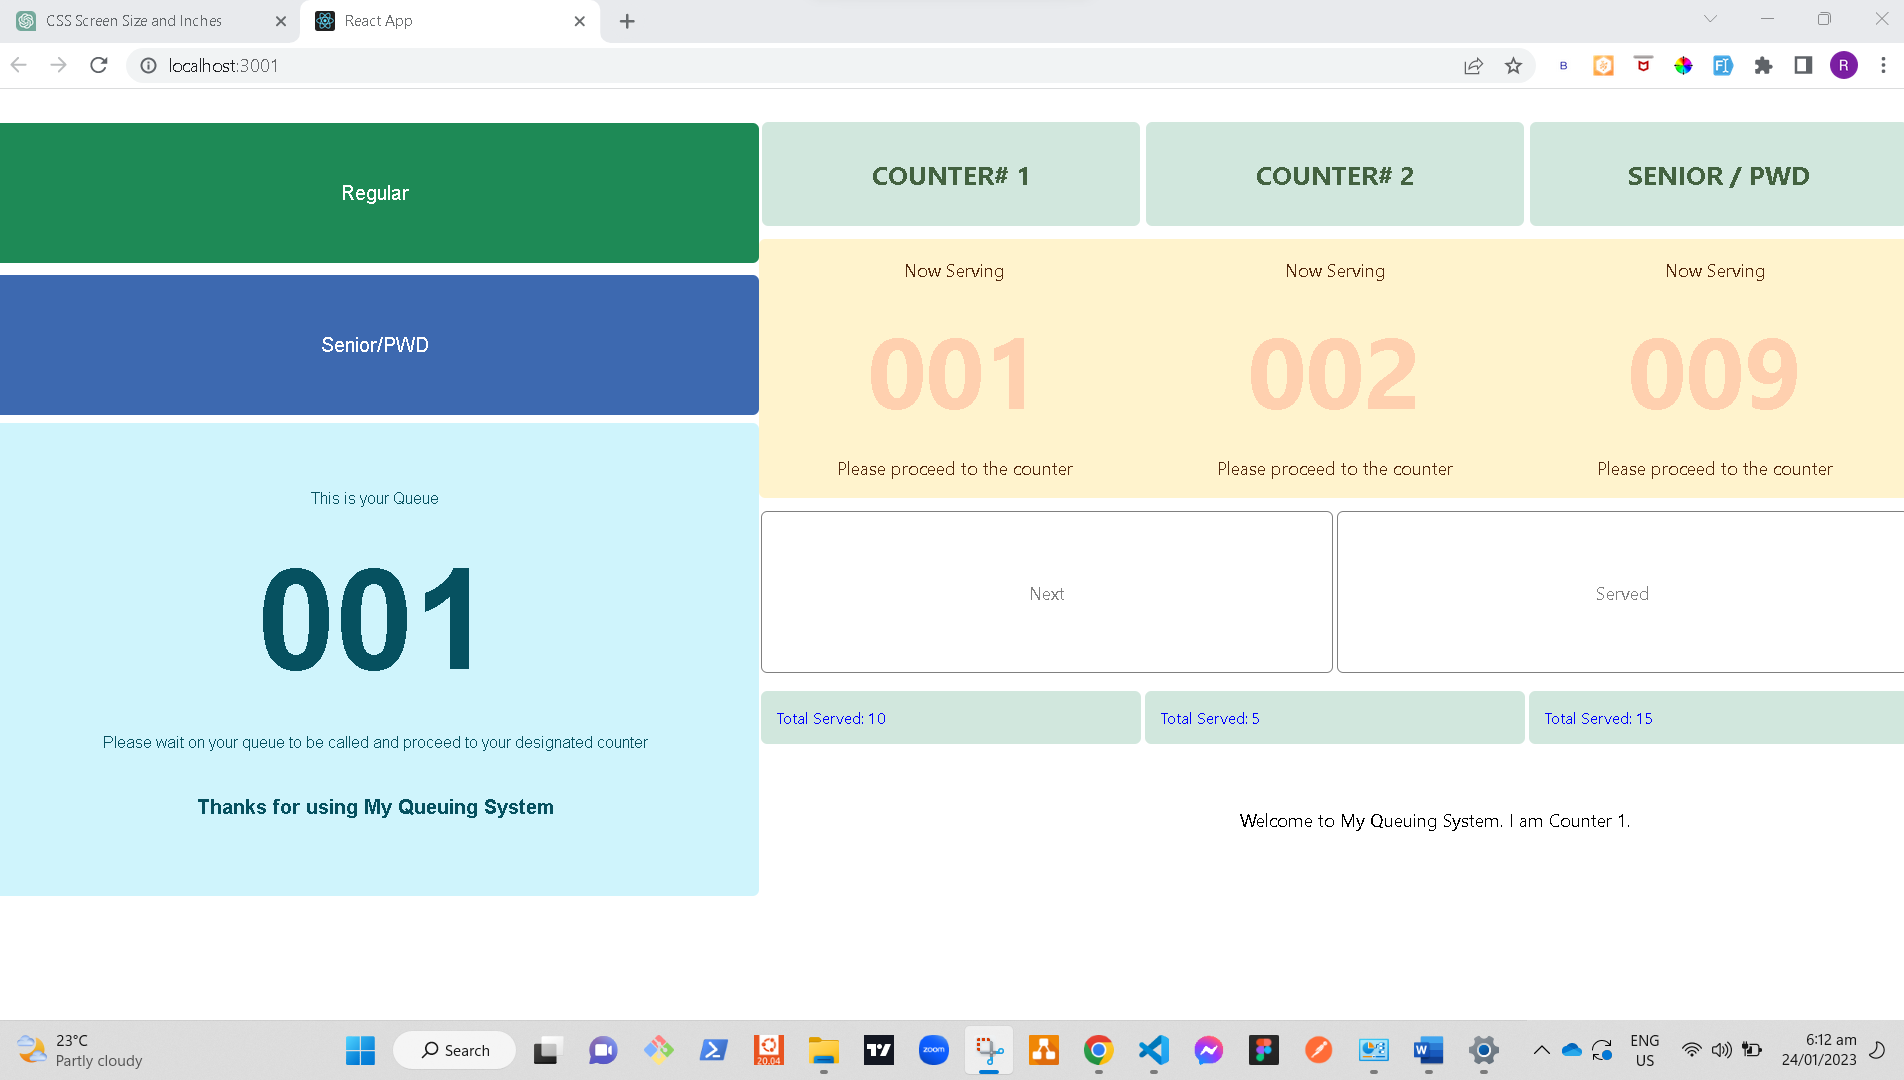 CSS Screen Size and Inches
React App
localhost:3001
B
R
Regular
Senior/PWD
This is your Queue
001
Please wait on your queue to be called and proceed to your designated counter
Thanks for using My Queuing System
COUNTER# 1
COUNTER# 2
SENIOR / PWD
Now Serving
Now Serving
Now Serving
001
002
009
Please proceed to the counter
Please proceed to the counter
Please proceed to the counter
Next
Served
Total Served: 10
Total Served: 5
Total Served: 15
Welcome to My Queuing System. I am Counter 1.
23°C
Partly cloudy
Search
20.04
zoom
W
ENG
US
6:12 am
24/01/2023